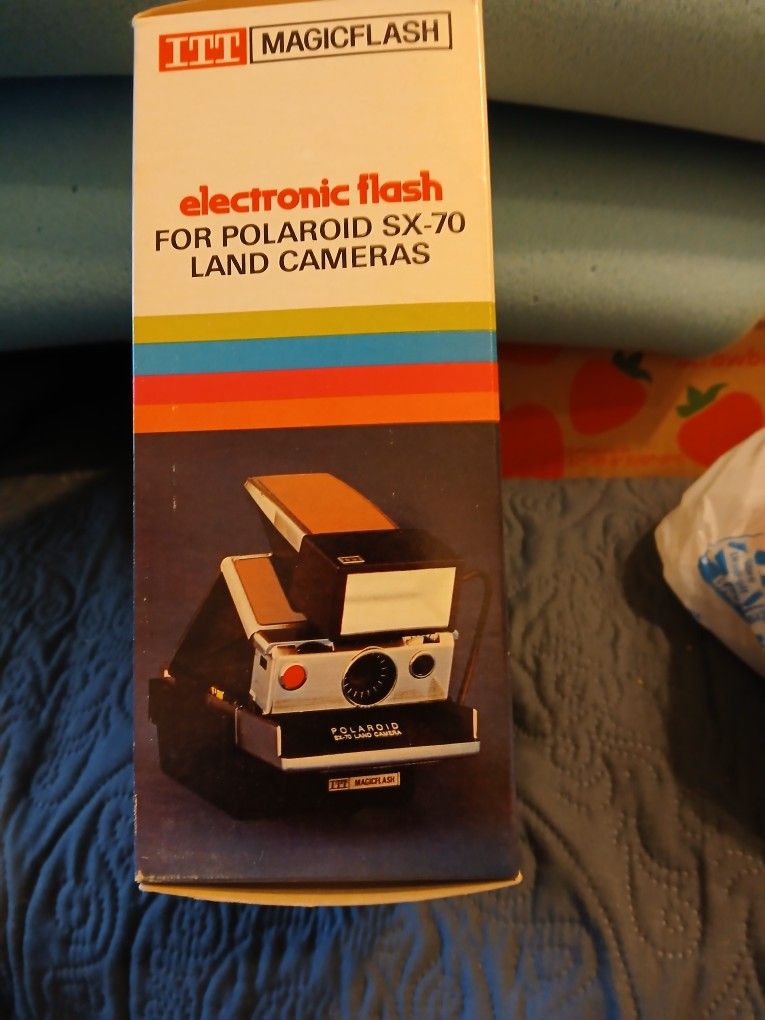 ITT MAGICFLASH
electronic flash
FOR POLAROID SX-70
LAND CAMERAS
POLAROID
SX-70 LAND CAMERA
ITT MAGICFLASH